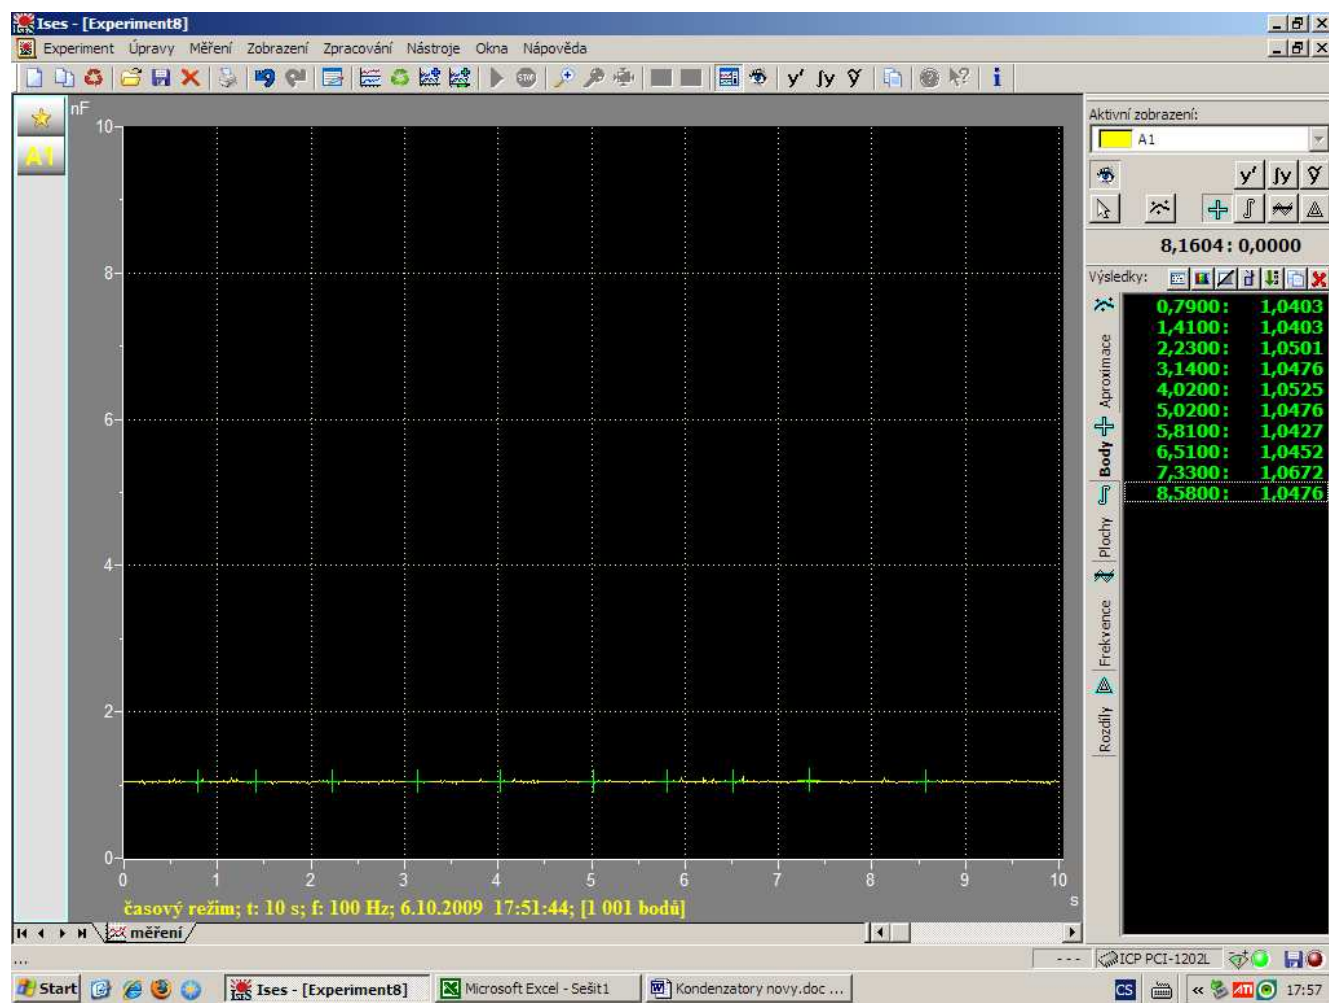 Ises - [Experiment8]
Experiment Úpravy Měření Zobrazení Zpracování Nástroje Okna Nápověda
STOP y′ ∫y ỹ i
A1
nF
10
8
6
4
2
0
0 1 2 3 4 5 6 7 8 9 10
s
časový režim; t: 10 s; f: 100 Hz; 6.10.2009 17:51:44; [1 001 bodů]
měření
Aktivní zobrazení:
A1
y′ ∫y ỹ
8,1604: 0,0000
Výsledky:
Aproximace
Body
Plochy
Frekvence
Rozdíly
0,7900: 1,0403
1,4100: 1,0403
2,2300: 1,0501
3,1400: 1,0476
4,0200: 1,0525
5,0200: 1,0476
5,8100: 1,0427
6,5100: 1,0452
7,3300: 1,0672
8,5800: 1,0476
... --- ICP PCI-1202L
Start Ises - [Experiment8] Microsoft Excel - Sešit1 Kondenzatory novy.doc ... CS « ATI 17:57